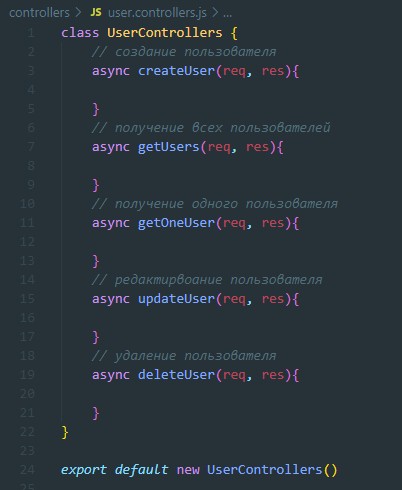 controllers > JS user.controllers.js > ...
1 class UserControllers {
2 // создание пользователя
3 async createUser(req, res){
4
5 }
6 // получение всех пользователей
7 async getUsers(req, res){
8
9 }
10 // получение одного пользователя
11 async getOneUser(req, res){
12
13 }
14 // редактирвоание пользователя
15 async updateUser(req, res){
16
17 }
18 // удаление пользователя
19 async deleteUser(req, res){
20
21 }
22 }
23
24 export default new UserControllers()
25